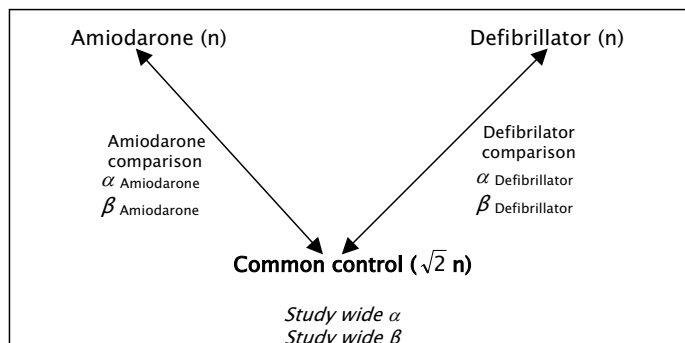 Amiodarone (n)
Defibrillator (n)
Amiodarone
comparison
α Amiodarone
β Amiodarone
Defibrilator
comparison
α Defibrillator
β Defibrillator
Common control (√2 n)
Study wide α
Study wide β